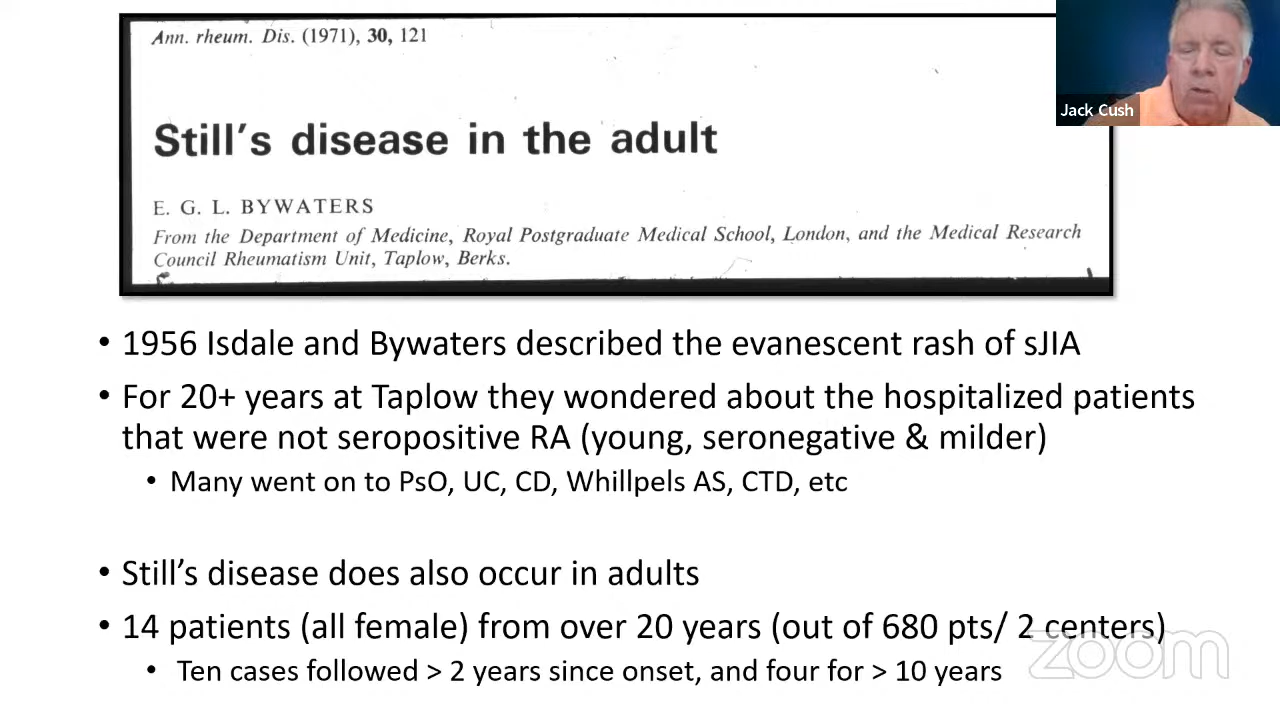 Ann. rheum. Dis. (1971), 30, 121
Jack Cush
Still's disease in the adult
E. G. L. BYWATERS
From the Department of Medicine, Royal Postgraduate Medical School, London, and the Medical Research
Council Rheumatism Unit, Taplow, Berks.
• 1956 Isdale and Bywaters described the evanescent rash of sJIA
• For 20+ years at Taplow they wondered about the hospitalized patients
that were not seropositive RA (young, seronegative & milder)
• Many went on to PsO, UC, CD, Whillpels AS, CTD, etc
• Still's disease does also occur in adults
• 14 patients (all female) from over 20 years (out of 680 pts/ 2 centers)
• Ten cases followed > 2 years since onset, and four for > 10 years
zoom